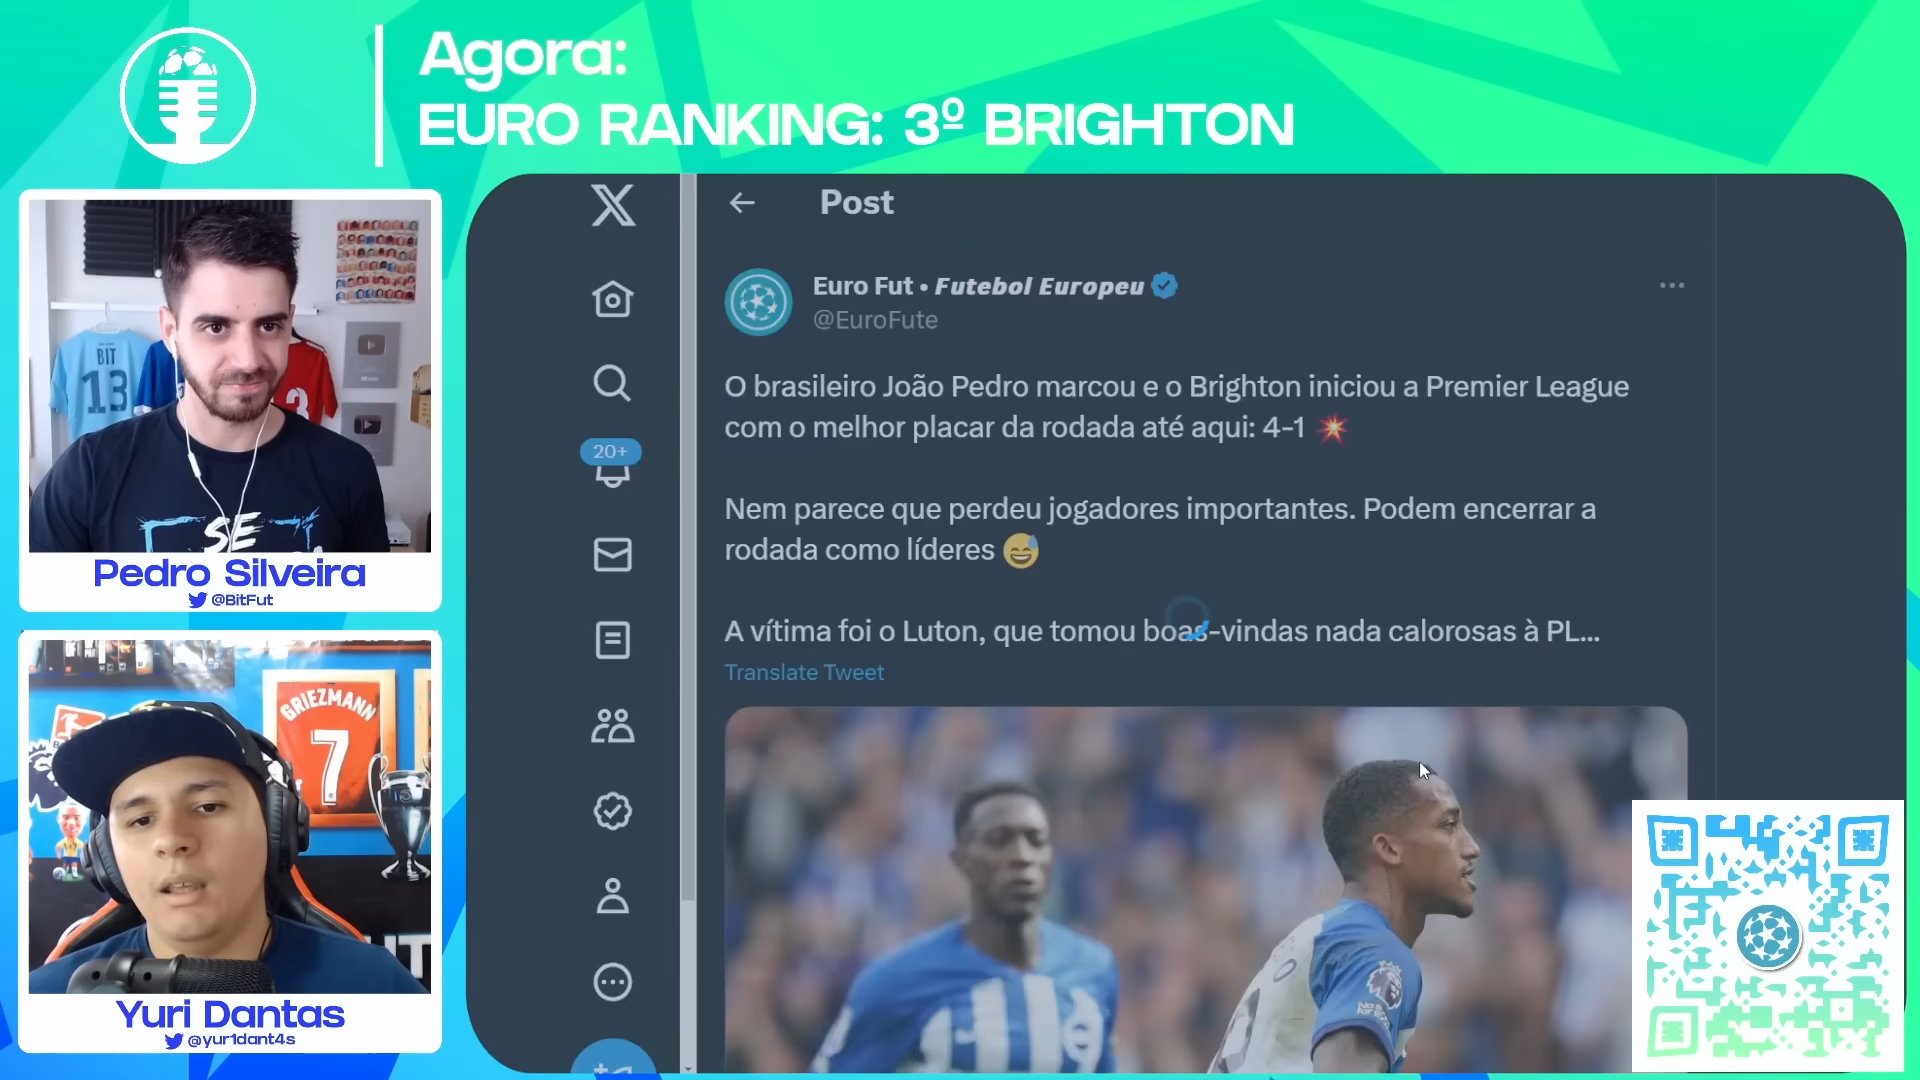 Agora:
EURO RANKING: 3º BRIGHTON
BIT
13
3
SE
Pedro Silveira
@BitFut
GRIEZMANN
7
Yuri Dantas
@yur1dant4s
X
20+
Post
Euro Fut • Futebol Europeu
@EuroFute
O brasileiro João Pedro marcou e o Brighton iniciou a Premier League
com o melhor placar da rodada até aqui: 4-1 💥
Nem parece que perdeu jogadores importantes. Podem encerrar a
rodada como líderes 😅
A vítima foi o Luton, que tomou boas-vindas nada calorosas à PL...
Translate Tweet